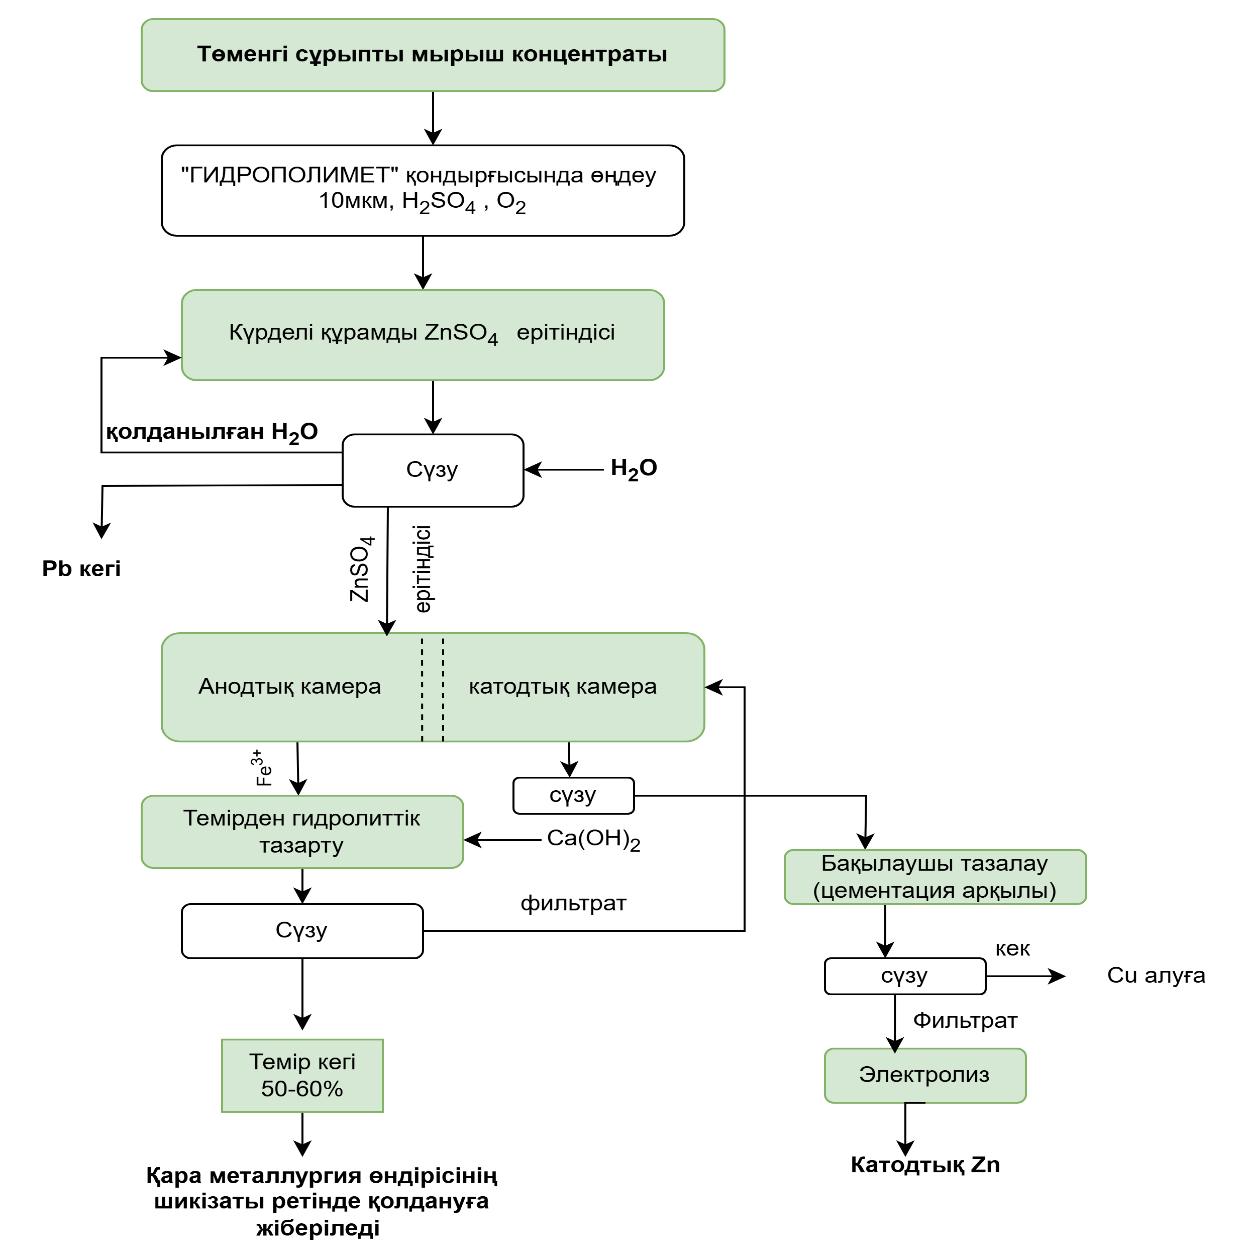 Төменгі сұрыпты мырыш концентраты
"ГИДРОПОЛИМЕТ" қондырғысында өңдеу
10мкм, H₂SO₄ , O₂
Күрделі құрамды ZnSO₄ ерітіндісі
қолданылған H₂O
Сүзу
H₂O
Pb кегі
ZnSO₄
ерітіндісі
Анодтық камера
катодтық камера
Fe³⁺
сүзу
Темірден гидролиттік
тазарту
Ca(OH)₂
Бақылаушы тазалау
(цементация арқылы)
фильтрат
Сүзу
кек
сүзу
Cu алуға
Фильтрат
Темір кегі
50-60%
Электролиз
Катодтық Zn
Қара металлургия өндірісінің
шикізаты ретінде қолдануға
жіберіледі